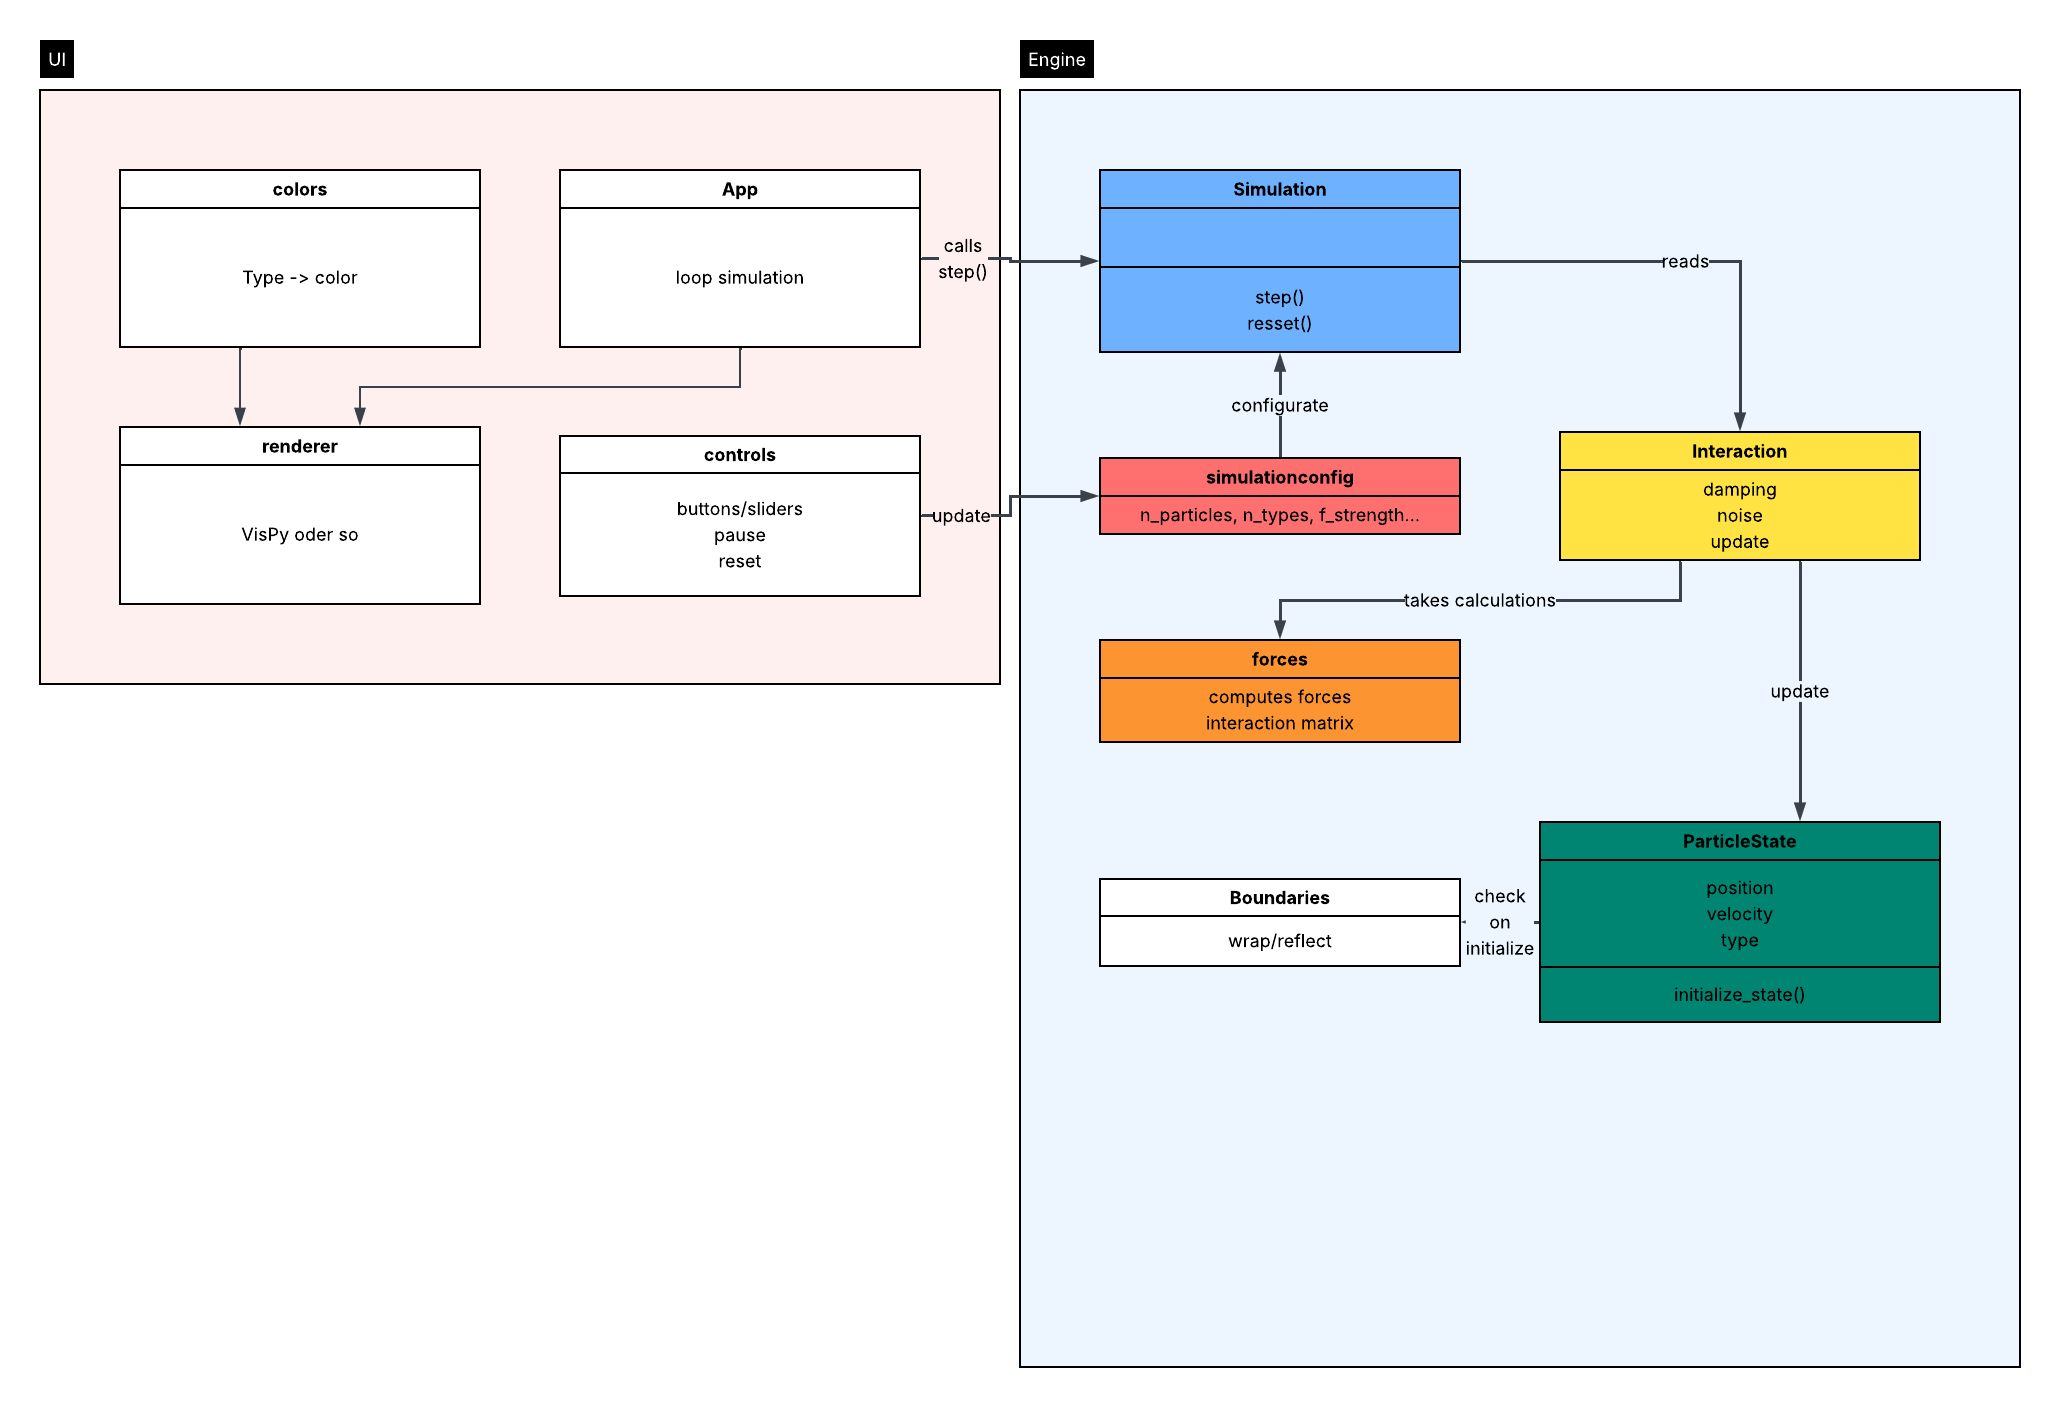 UI
colors
Type -> color
App
loop simulation
calls
step()
renderer
VisPy oder so
controls
buttons/sliders
pause
reset
update
Engine
Simulation
step()
resset()
reads
configurate
simulationconfig
n_particles, n_types, f_strength...
Interaction
damping
noise
update
takes calculations
forces
computes forces
interaction matrix
update
ParticleState
position
velocity
type
initialize_state()
check
on
initialize
Boundaries
wrap/reflect